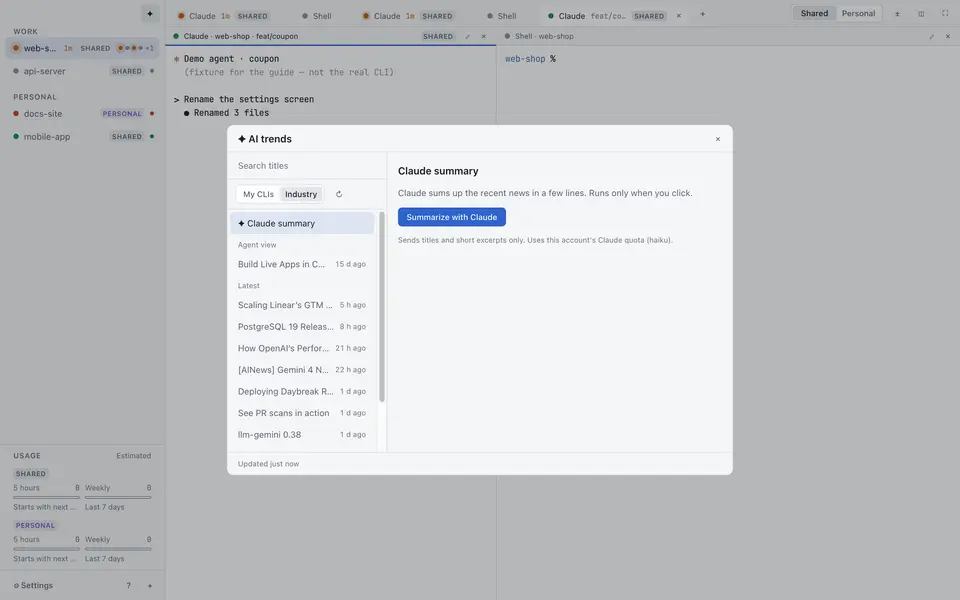 Claude 1m SHARED Shell Claude 1m SHARED Shell Claude feat/co… SHARED × + Shared Personal
WORK
web-s… 1m SHARED +1
api-server SHARED
PERSONAL
docs-site PERSONAL
mobile-app SHARED
USAGE Estimated
SHARED
5 hours 0 Weekly 0
Starts with next … Last 7 days
PERSONAL
5 hours 0 Weekly 0
Starts with next … Last 7 days
Settings ? +
Claude · web-shop · feat/coupon SHARED ×
Demo agent · coupon
(fixture for the guide — not the real CLI)
> Rename the settings screen
● Renamed 3 files
Shell · web-shop ×
web-shop %
✦ AI trends ×
Search titles
My CLIs Industry ↻
✦ Claude summary
Agent view
Build Live Apps in C… 15 d ago
Latest
Scaling Linear's GTM … 5 h ago
PostgreSQL 19 Releas… 8 h ago
How OpenAI's Perfor… 21 h ago
[AINews] Gemini 4 N… 22 h ago
Deploying Daybreak R… 1 d ago
See PR scans in action 1 d ago
llm-gemini 0.38 1 d ago
Claude summary
Claude sums up the recent news in a few lines. Runs only when you click.
Summarize with Claude
Sends titles and short excerpts only. Uses this account's Claude quota (haiku).
Updated just now